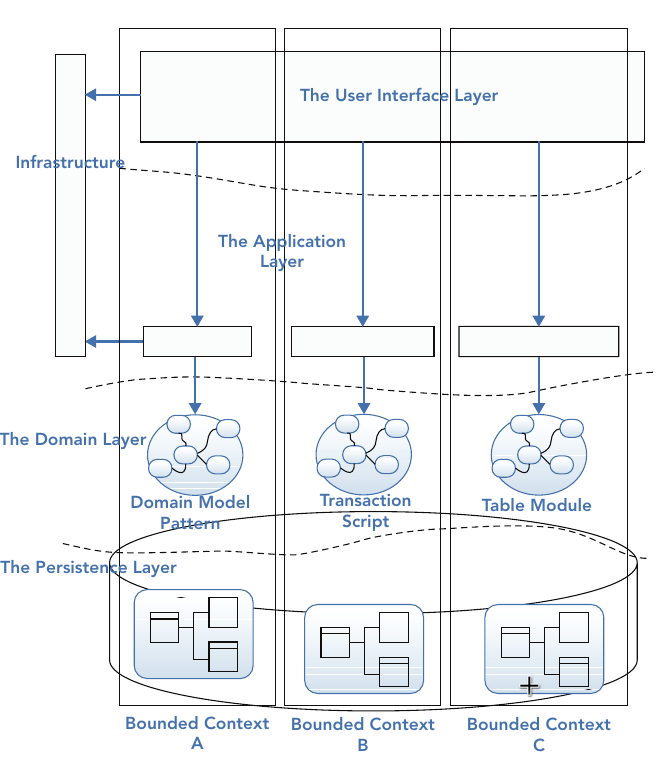 The User Interface Layer
Infrastructure
The Application
Layer
The Domain Layer
Domain Model
Pattern
Transaction
Script
Table Module
The Persistence Layer
Bounded Context
A
Bounded Context
B
Bounded Context
C